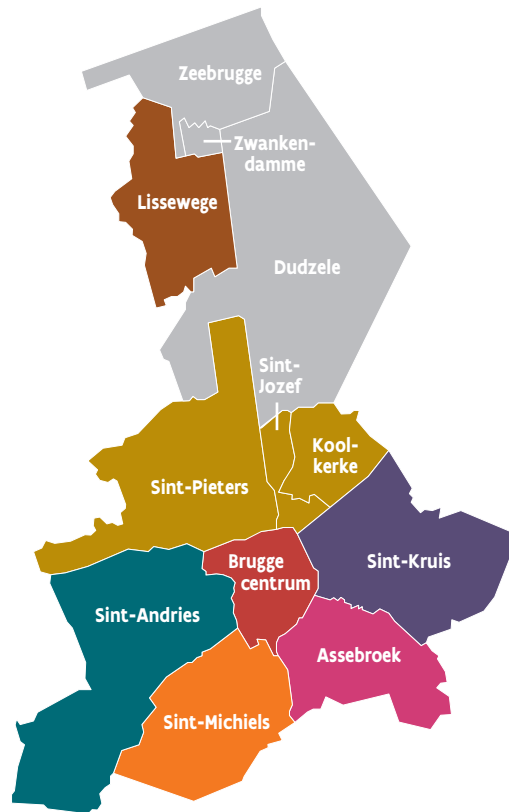 Zeebrugge
Zwanken-
damme
Lissewege
Dudzele
Sint-
Jozef
Kool-
kerke
Sint-Pieters
Brugge
centrum
Sint-Kruis
Sint-Andries
Assebroek
Sint-Michiels